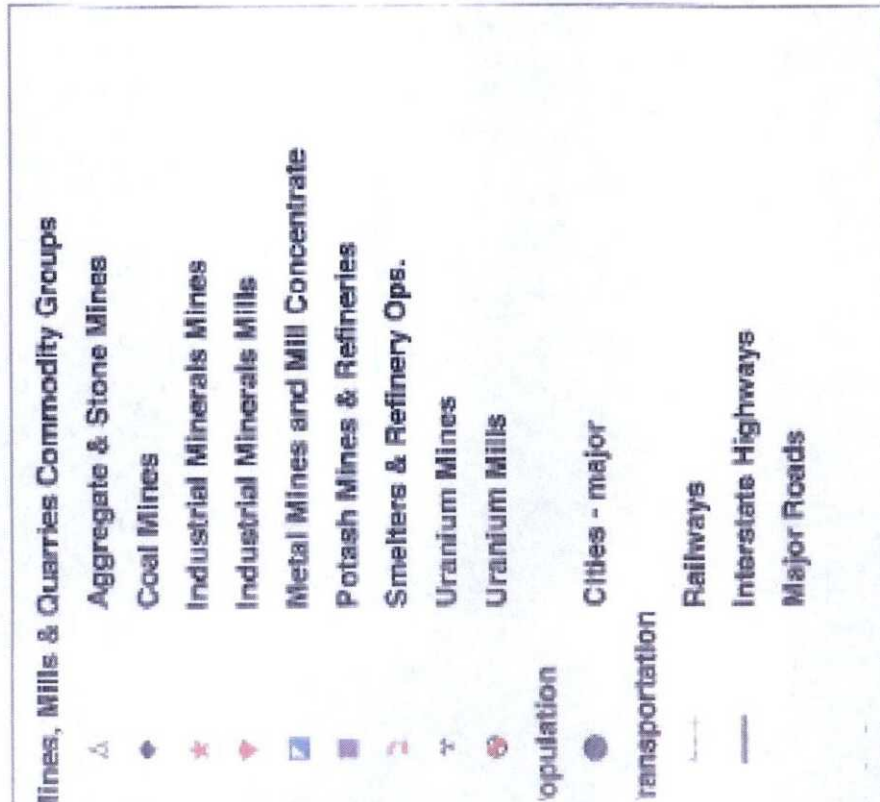 lines, Mills & Quarries Commodity Groups
Aggregate & Stone Mines
Coal Mines
Industrial Minerals Mines
Industrial Minerals Mills
Metal Mines and Mill Concentrate
Potash Mines & Refineries
Smelters & Refinery Ops.
Uranium Mines
Uranium Mills
opulation
Cities - major
ransportation
Railways
Interstate Highways
Major Roads